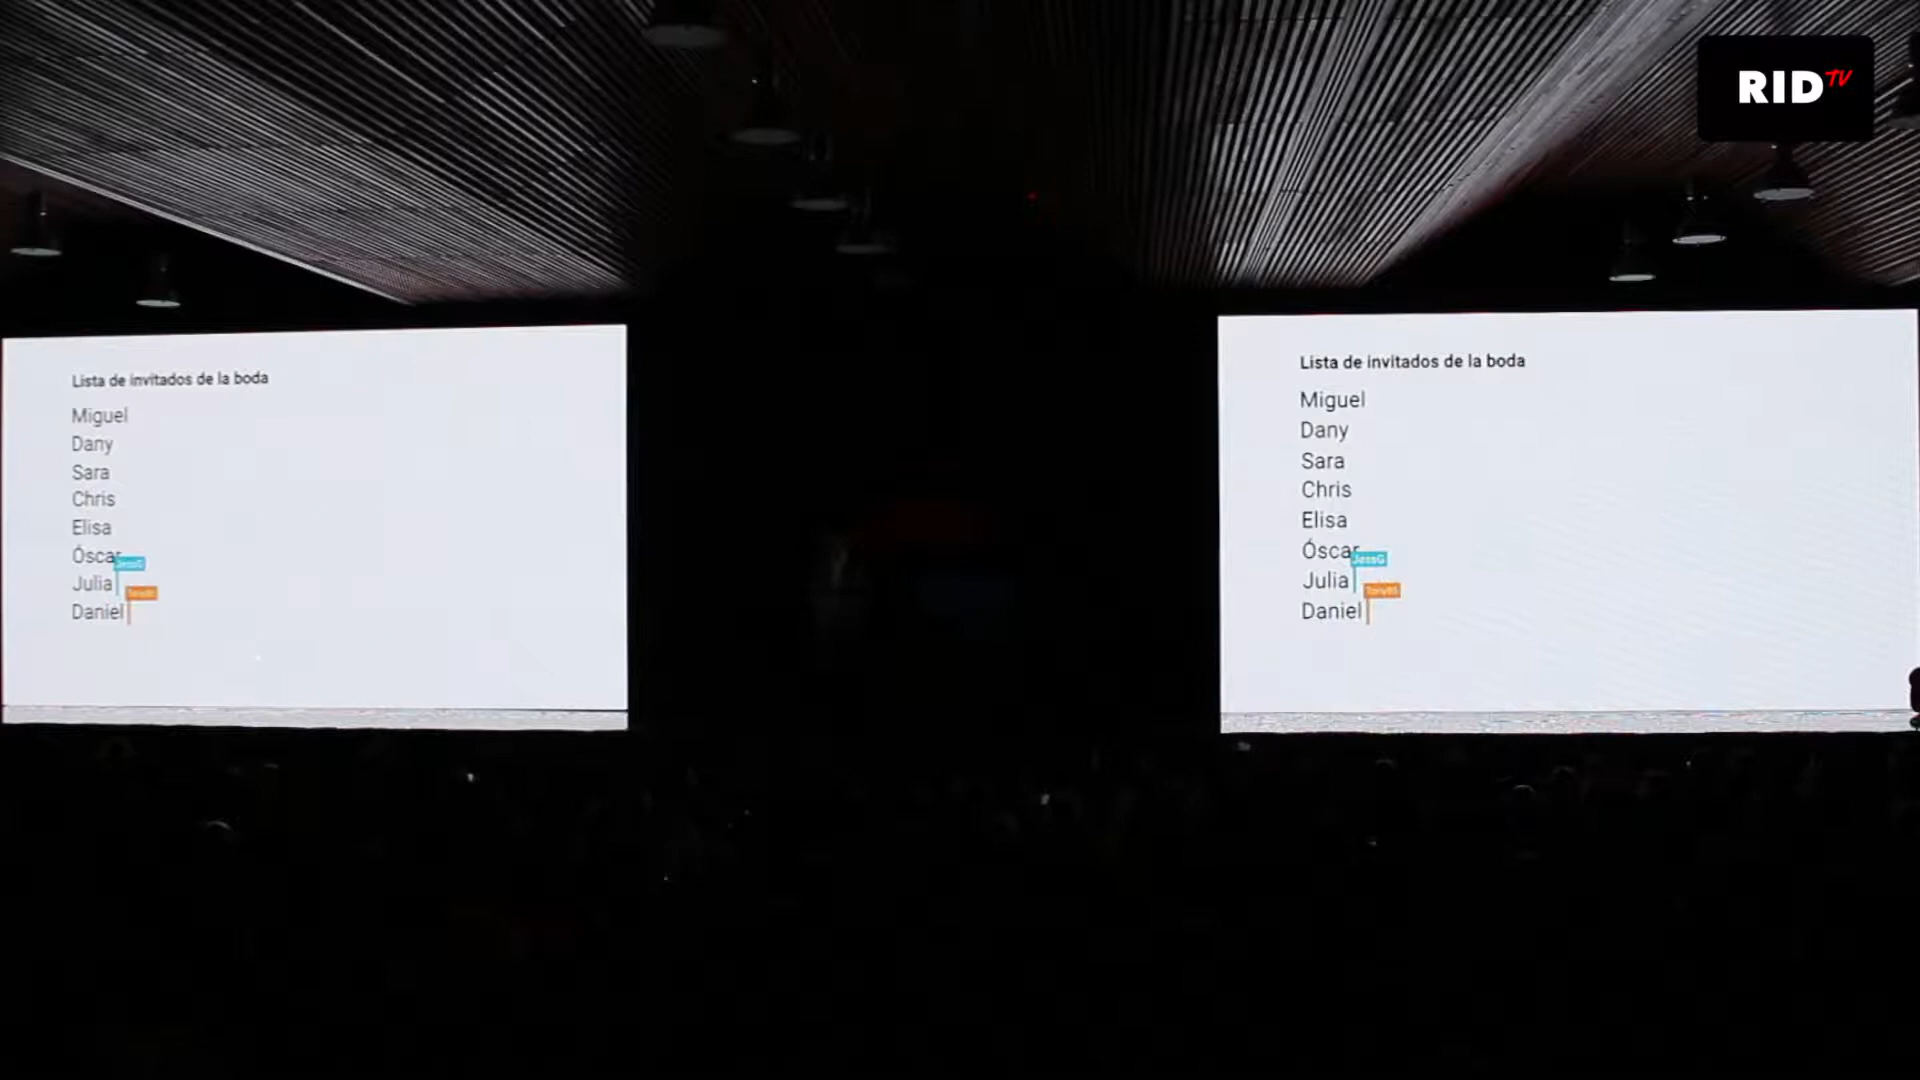 RID TV
Lista de invitados de la boda
Miguel
Dany
Sara
Chris
Elisa
Óscar
Julia
Daniel
Lista de invitados de la boda
Miguel
Dany
Sara
Chris
Elisa
Óscar
JessG
Julia
Daniel